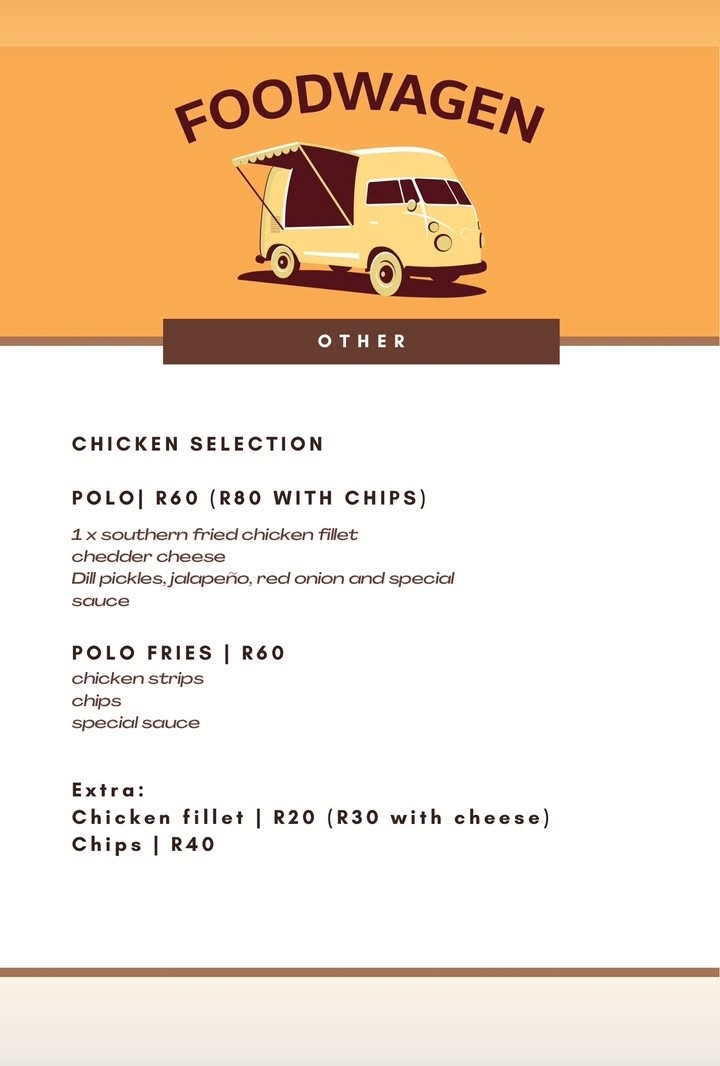 FOODWAGEN
OTHER
CHICKEN SELECTION
POLO| R60 (R80 WITH CHIPS)
1 x southern fried chicken fillet
chedder cheese
Dill pickles, jalapeño, red onion and special
sauce
POLO FRIES | R60
chicken strips
chips
special sauce
Extra:
Chicken fillet | R20 (R30 with cheese)
Chips | R40